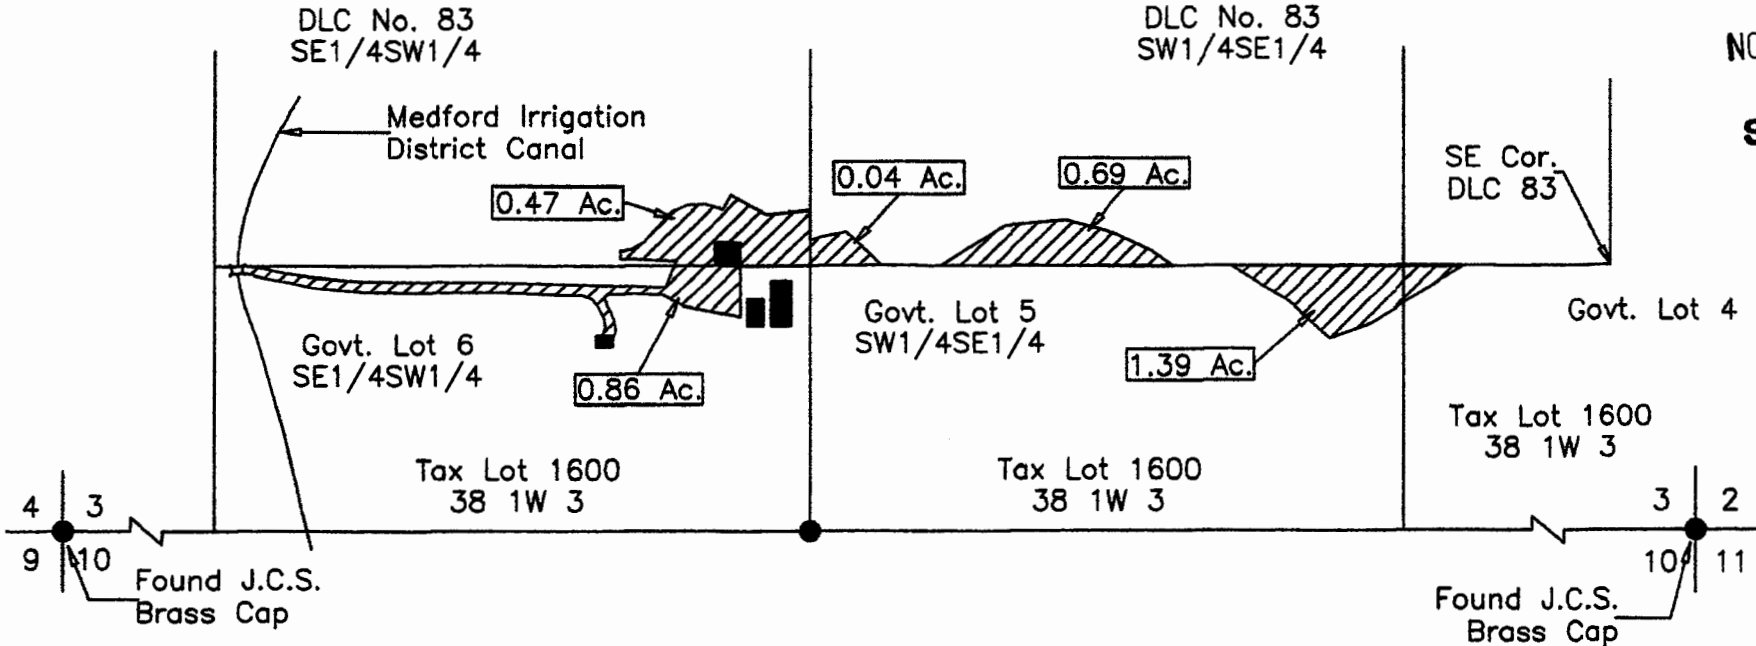 DLC No. 83
SE1/4SW1/4
DLC No. 83
SW1/4SE1/4
Medford Irrigation
District Canal
0.47 Ac.
0.04 Ac.
0.69 Ac.
SE Cor.
DLC 83
Govt. Lot 6
SE1/4SW1/4
0.86 Ac.
Govt. Lot 5
SW1/4SE1/4
1.39 Ac.
Govt. Lot 4
Tax Lot 1600
38 1W 3
Tax Lot 1600
38 1W 3
Tax Lot 1600
38 1W 3
4 3
9 10
Found J.C.S.
Brass Cap
3 2
10 11
Found J.C.S.
Brass Cap